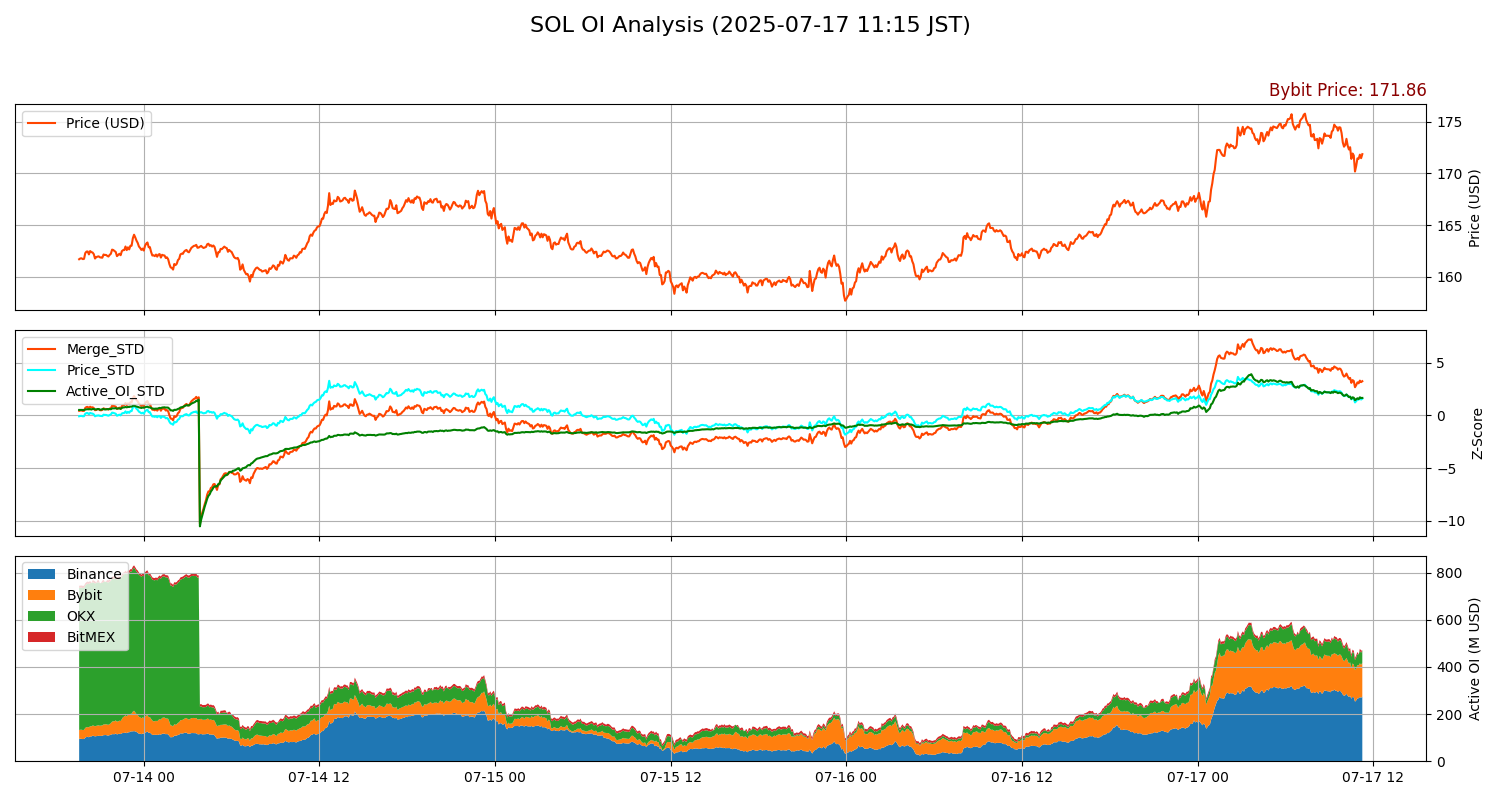 SOL OI Analysis (2025-07-17 11:15 JST)
Bybit Price: 171.86
Price (USD)
175
170
165
160
Price (USD)
Merge_STD
Price_STD
Active_OI_STD
5
0
−5
−10
Z-Score
Binance
Bybit
OKX
BitMEX
800
600
400
200
0
Active OI (M USD)
07-14 00
07-14 12
07-15 00
07-15 12
07-16 00
07-16 12
07-17 00
07-17 12